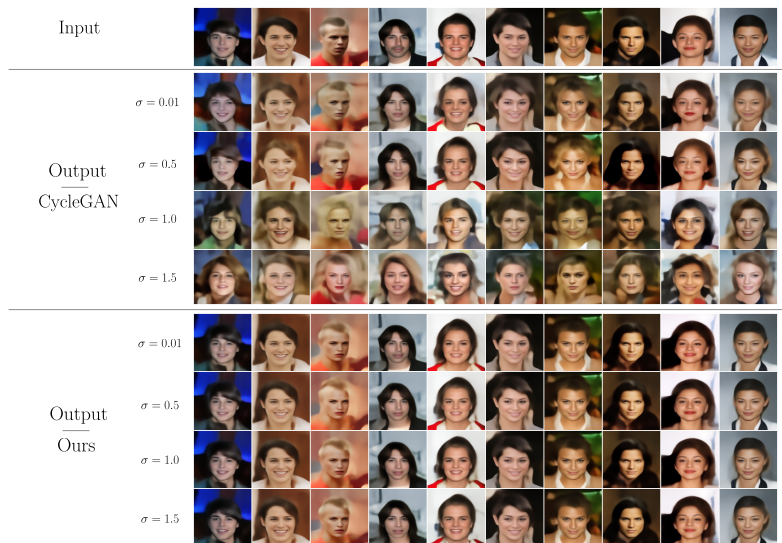 Input
σ = 0.01
σ = 0.5
Output
CycleGAN
σ = 1.0
σ = 1.5
σ = 0.01
σ = 0.5
Output
Ours
σ = 1.0
σ = 1.5